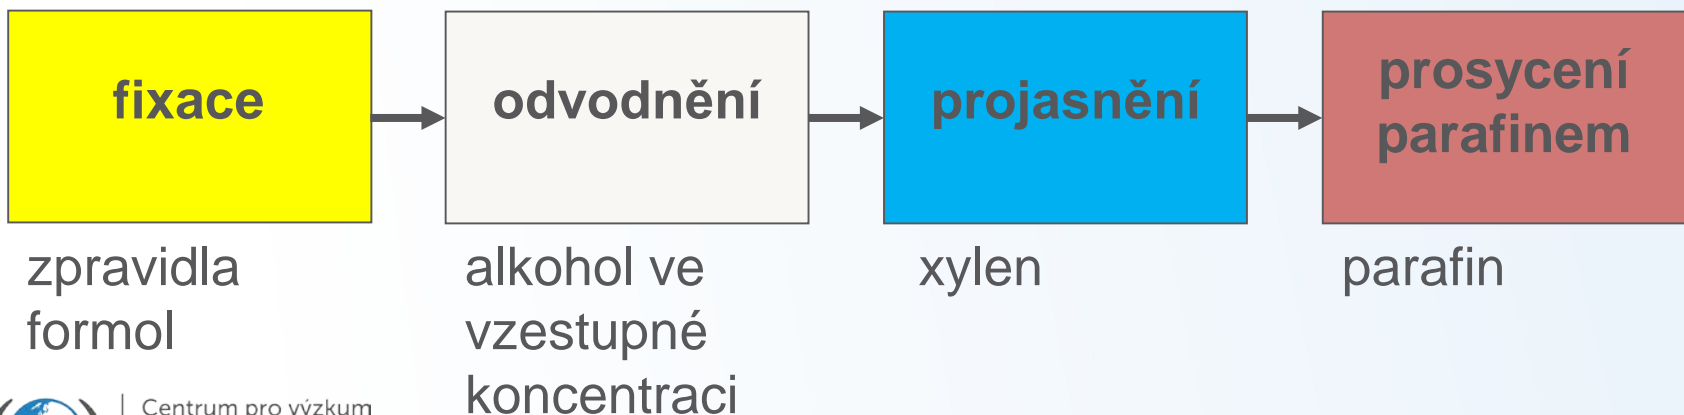 fixace
zpravidla
formol
odvodnění
alkohol ve
vzestupné
koncentraci
projasnění
xylen
prosycení
parafinem
parafin
Centrum pro výzkum